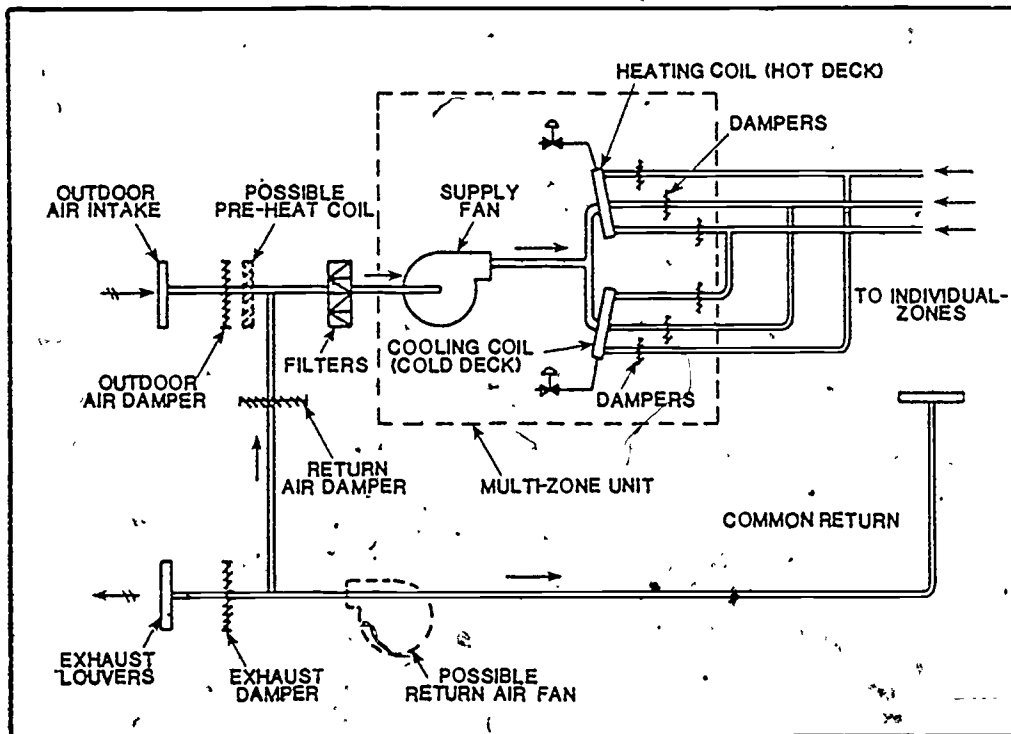 HEATING COIL (HOT DECK)
DAMPERS
OUTDOOR
AIR INTAKE
POSSIBLE
PRE-HEAT COIL
SUPPLY
FAN
TO INDIVIDUAL-
ZONES
FILTERS
COOLING COIL
(COLD DECK)
OUTDOOR
AIR DAMPER
DAMPERS
RETURN
AIR DAMPER
MULTI-ZONE UNIT
COMMON RETURN
EXHAUST
LOUVERS
EXHAUST
DAMPER
POSSIBLE
RETURN AIR FAN